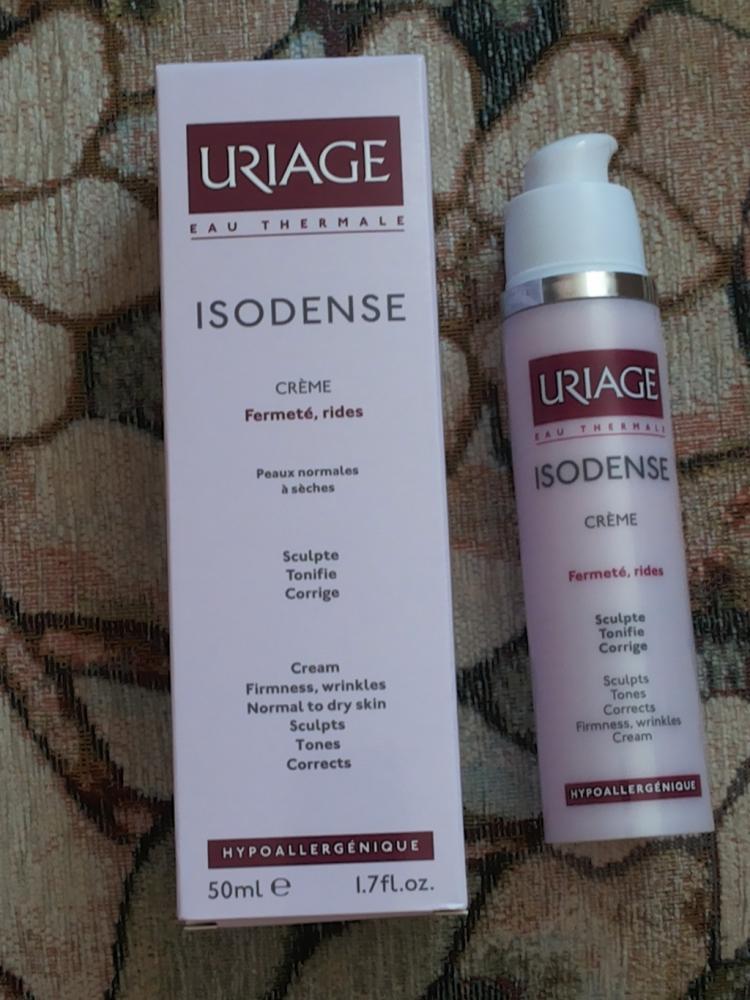 URIAGE
EAU THERMALE
ISODENSE
CRÈME
Fermeté, rides
Peaux normales
à sèches
Sculpte
Tonifie
Corrige
Cream
Firmness, wrinkles
Normal to dry skin
Sculpts
Tones
Corrects
HYPOALLERGÉNIQUE
50ml ℮ 1.7fl.oz.
URIAGE
EAU THERMALE
ISODENSE
CRÈME
Fermeté, rides
Sculpte
Tonifie
Corrige
Sculpts
Tones
Corrects
Firmness, wrinkles
Cream
HYPOALLERGÉNIQUE